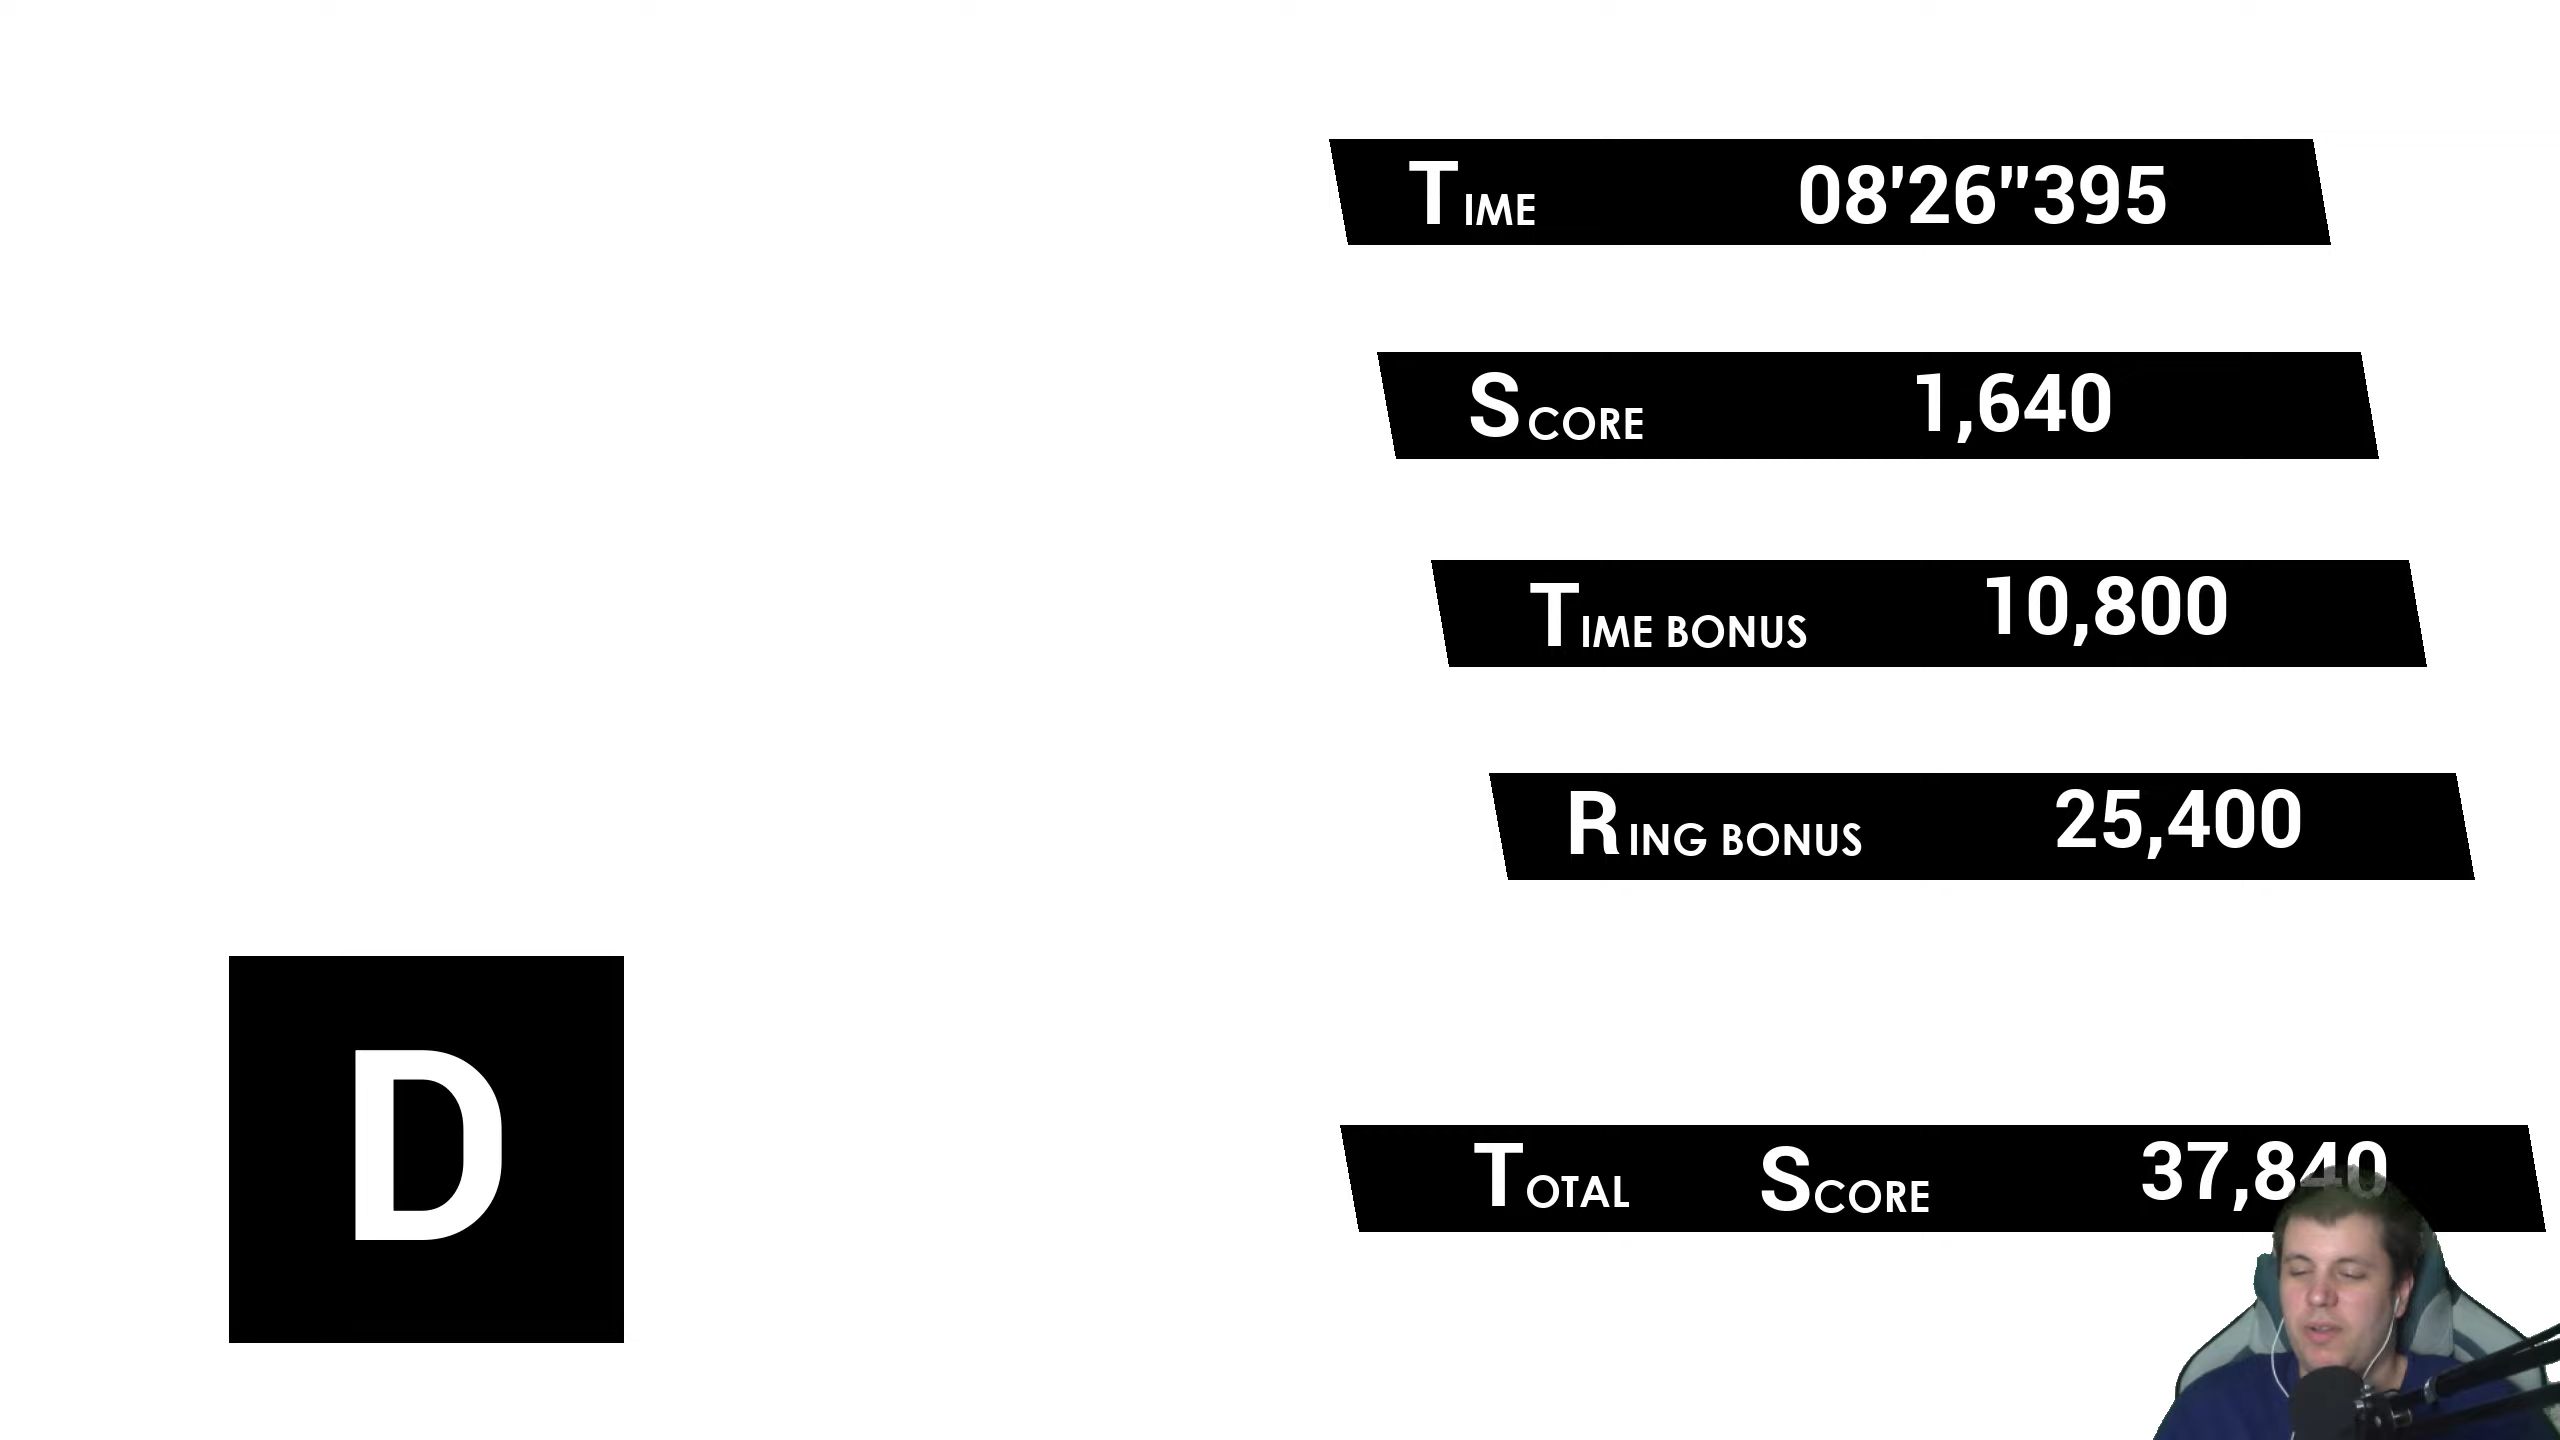 TIME 08'26"395
SCORE 1,640
TIME BONUS 10,800
RING BONUS 25,400
D
TOTAL SCORE 37,840